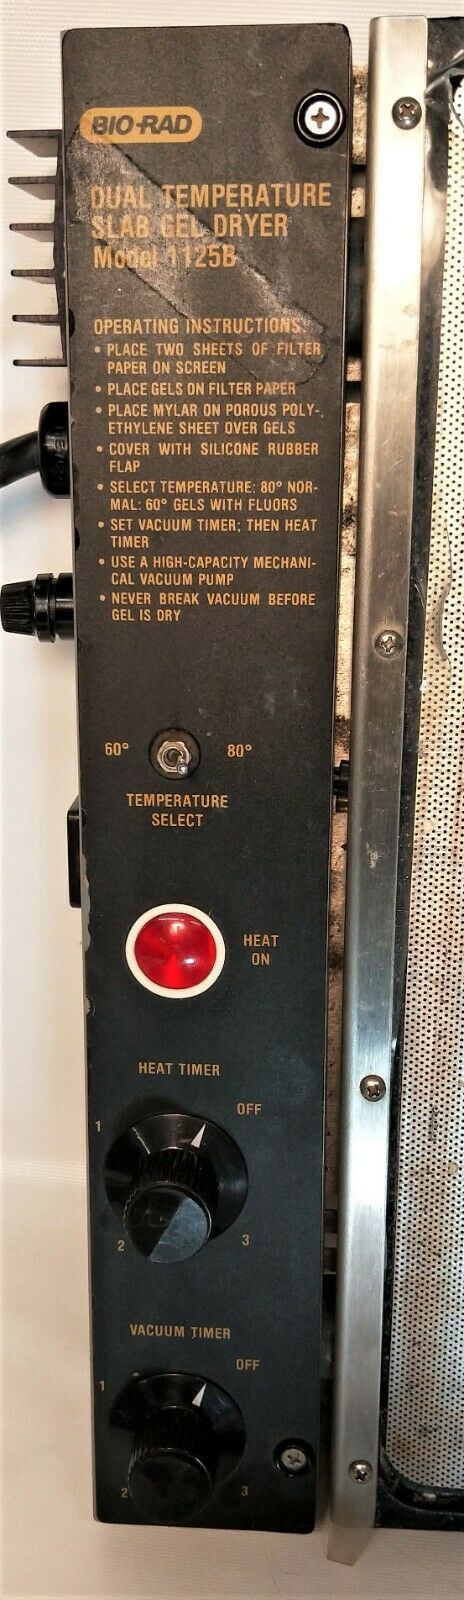 BIO-RAD
DUAL TEMPERATURE
SLAB GEL DRYER
Model 1125B
OPERATING INSTRUCTIONS:
• PLACE TWO SHEETS OF FILTER
PAPER ON SCREEN
• PLACE GELS ON FILTER PAPER
• PLACE MYLAR ON POROUS POLY-
ETHYLENE SHEET OVER GELS
• COVER WITH SILICONE RUBBER
FLAP
• SELECT TEMPERATURE: 80° NOR-
MAL: 60° GELS WITH FLUORS
• SET VACUUM TIMER; THEN HEAT
TIMER
• USE A HIGH-CAPACITY MECHANI-
CAL VACUUM PUMP
• NEVER BREAK VACUUM BEFORE
GEL IS DRY
60° 80°
TEMPERATURE
SELECT
HEAT
ON
HEAT TIMER
OFF
1
2 3
VACUUM TIMER
OFF
1
2 3